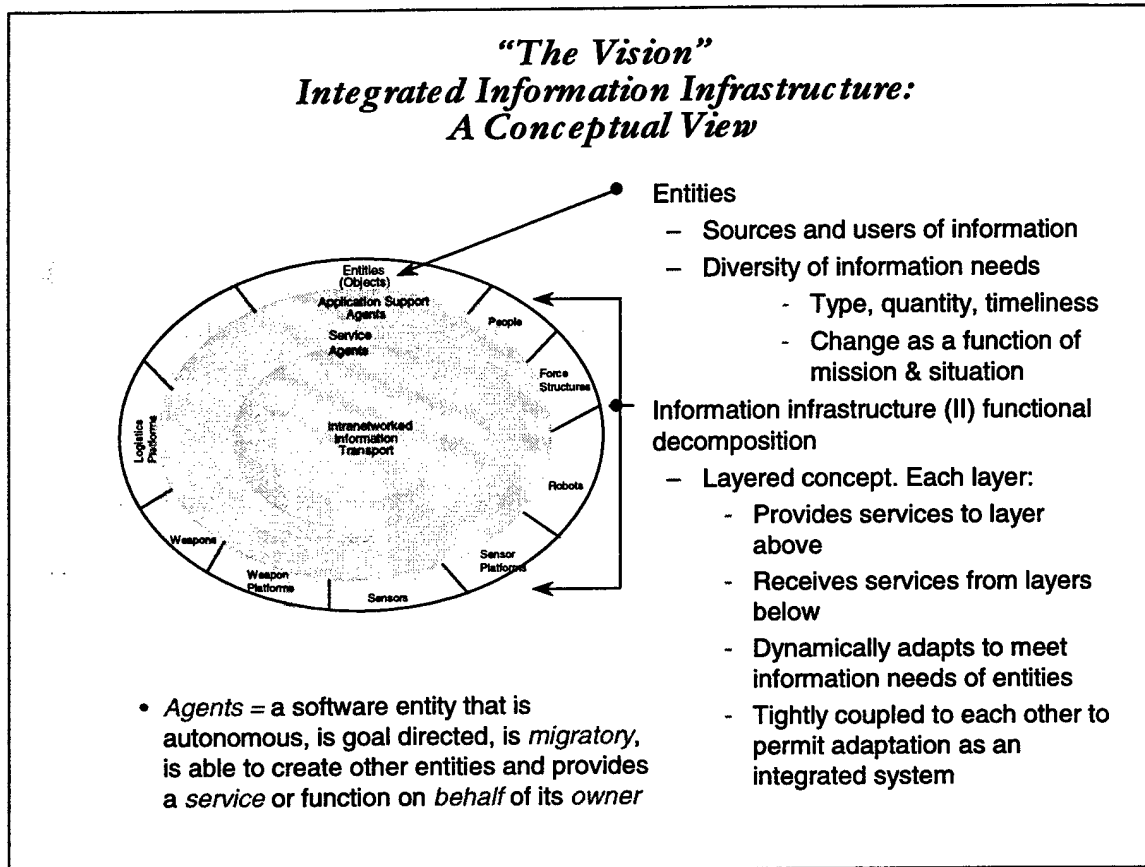 “The Vision”
Integrated Information Infrastructure:
A Conceptual View
Entities
(Objects)
Application Support
Agents
Service
Agents
Intranetworked
Information
Transport
People
Force
Structures
Robots
Sensor
Platforms
Sensors
Weapon
Platforms
Weapons
Logistics
Platforms
• Entities
– Sources and users of information
– Diversity of information needs
- Type, quantity, timeliness
- Change as a function of
mission & situation
• Information infrastructure (II) functional
decomposition
– Layered concept. Each layer:
- Provides services to layer
above
- Receives services from layers
below
- Dynamically adapts to meet
information needs of entities
- Tightly coupled to each other to
permit adaptation as an
integrated system
• Agents = a software entity that is
autonomous, is goal directed, is migratory,
is able to create other entities and provides
a service or function on behalf of its owner